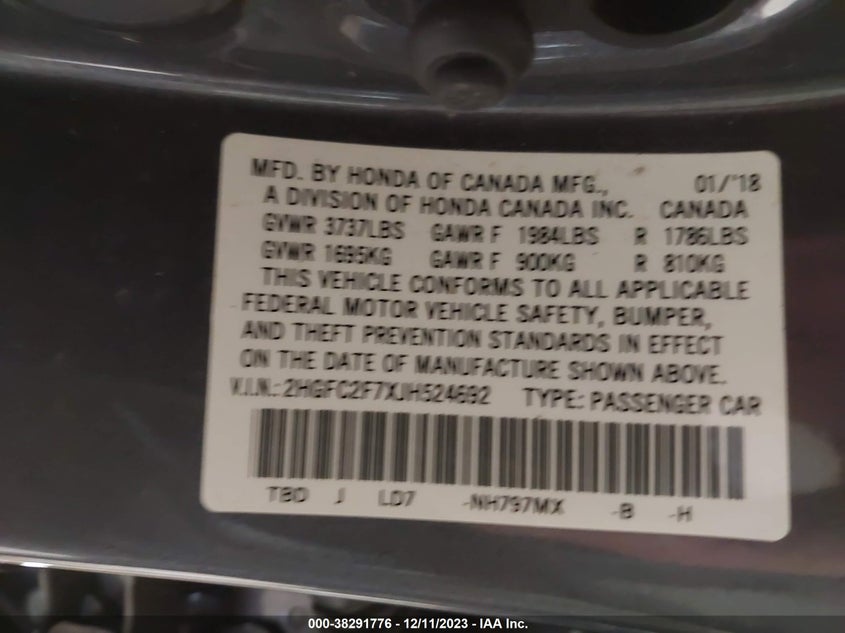 MFD. BY HONDA OF CANADA MFG., 01/'18
A DIVISION OF HONDA CANADA INC. CANADA
GVWR 3737LBS GAWR F 1984LBS R 1786LBS
GVWR 1695KG GAWR F 900KG R 810KG
THIS VEHICLE CONFORMS TO ALL APPLICABLE
FEDERAL MOTOR VEHICLE SAFETY, BUMPER,
AND THEFT PREVENTION STANDARDS IN EFFECT
ON THE DATE OF MANUFACTURE SHOWN ABOVE.
V.I.N.: 2HGFC2F7XJH524692 TYPE: PASSENGER CAR
TBD J LD7 -NH797MX -B -H
000-38291776 - 12/11/2023 - IAA Inc.